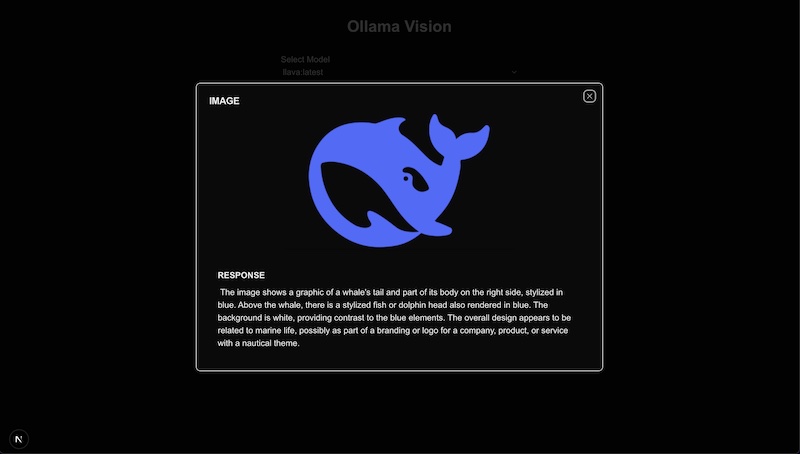 Ollama Vision
Select Model
llava:latest
IMAGE
RESPONSE
The image shows a graphic of a whale's tail and part of its body on the right side, stylized in
blue. Above the whale, there is a stylized fish or dolphin head also rendered in blue. The
background is white, providing contrast to the blue elements. The overall design appears to be
related to marine life, possibly as part of a branding or logo for a company, product, or service
with a nautical theme.
N